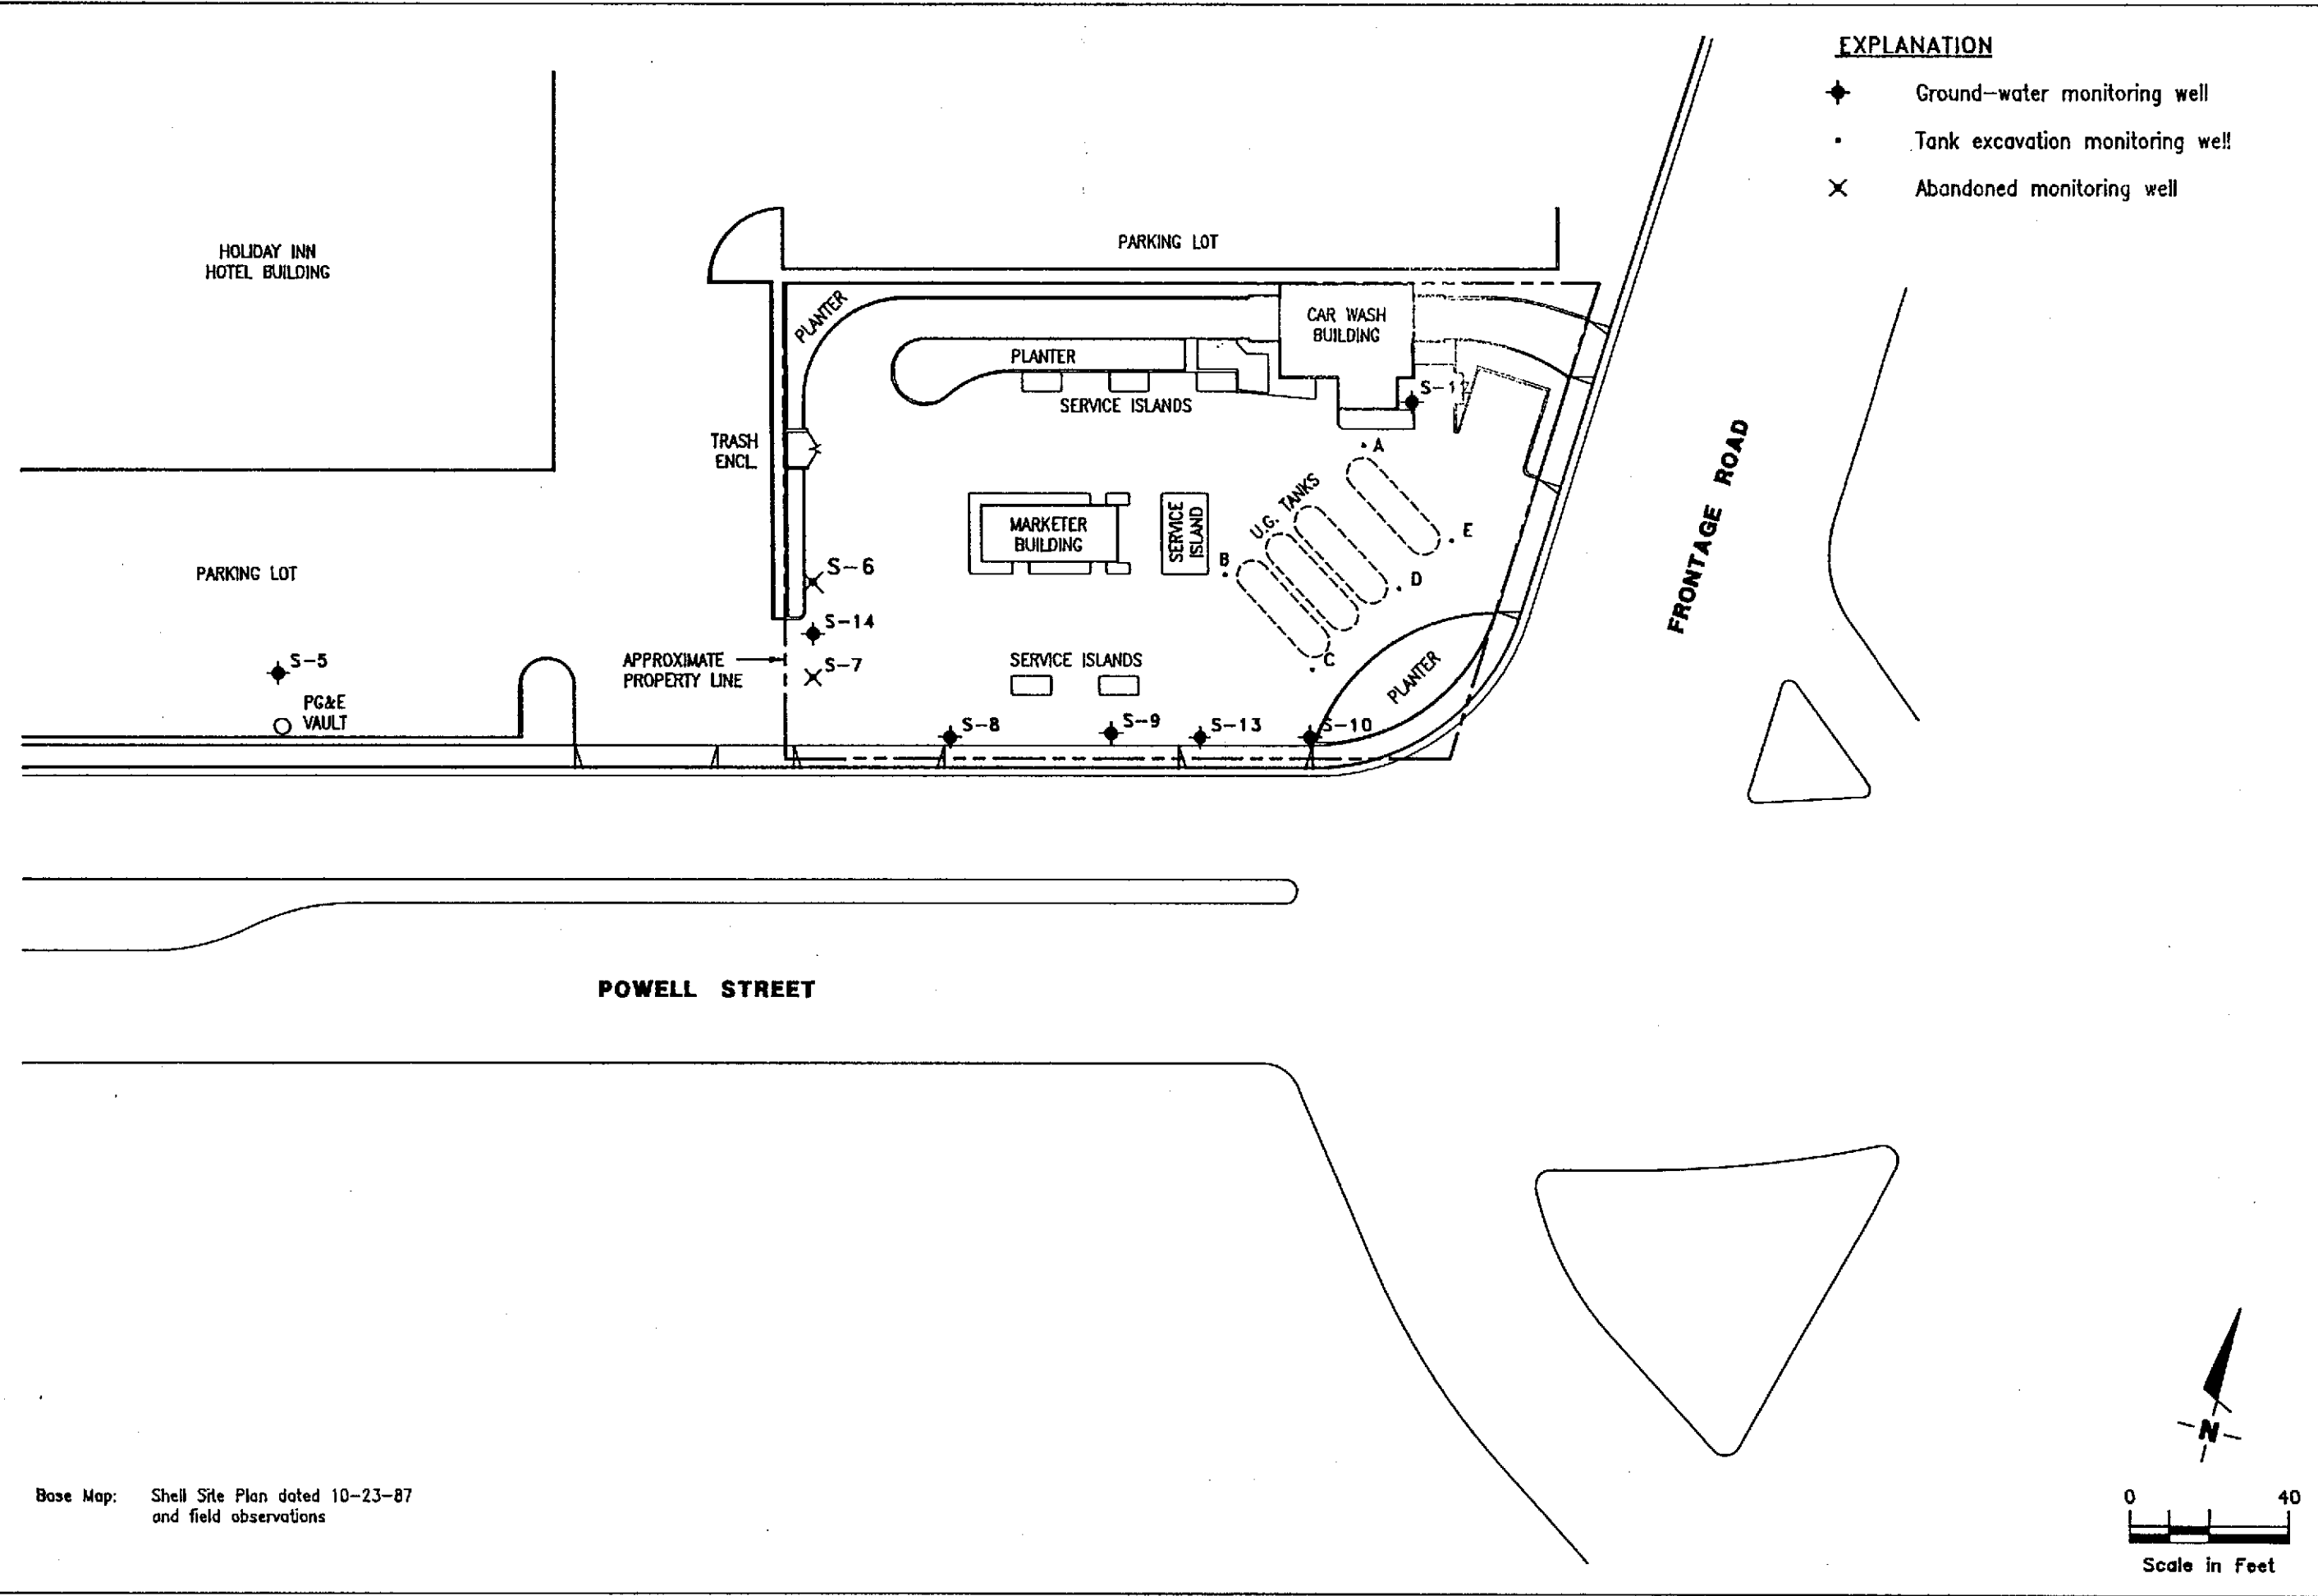 EXPLANATION
Ground-water monitoring well
Tank excavation monitoring well
Abandoned monitoring well
HOLIDAY INN
HOTEL BUILDING
PARKING LOT
PLANTER
CAR WASH
BUILDING
PLANTER
SERVICE ISLANDS
TRASH
ENCL.
A
U.G. TANKS
MARKETER
BUILDING
SERVICE
ISLAND
B
E
D
C
FRONTAGE ROAD
PARKING LOT
S-6
S-14
S-5
APPROXIMATE
PROPERTY LINE
S-7
SERVICE ISLANDS
PLANTER
PG&E
VAULT
S-8
S-9
S-13
S-10
POWELL STREET
N
Base Map: Shell Site Plan dated 10-23-87
and field observations
0 40
Scale in Feet